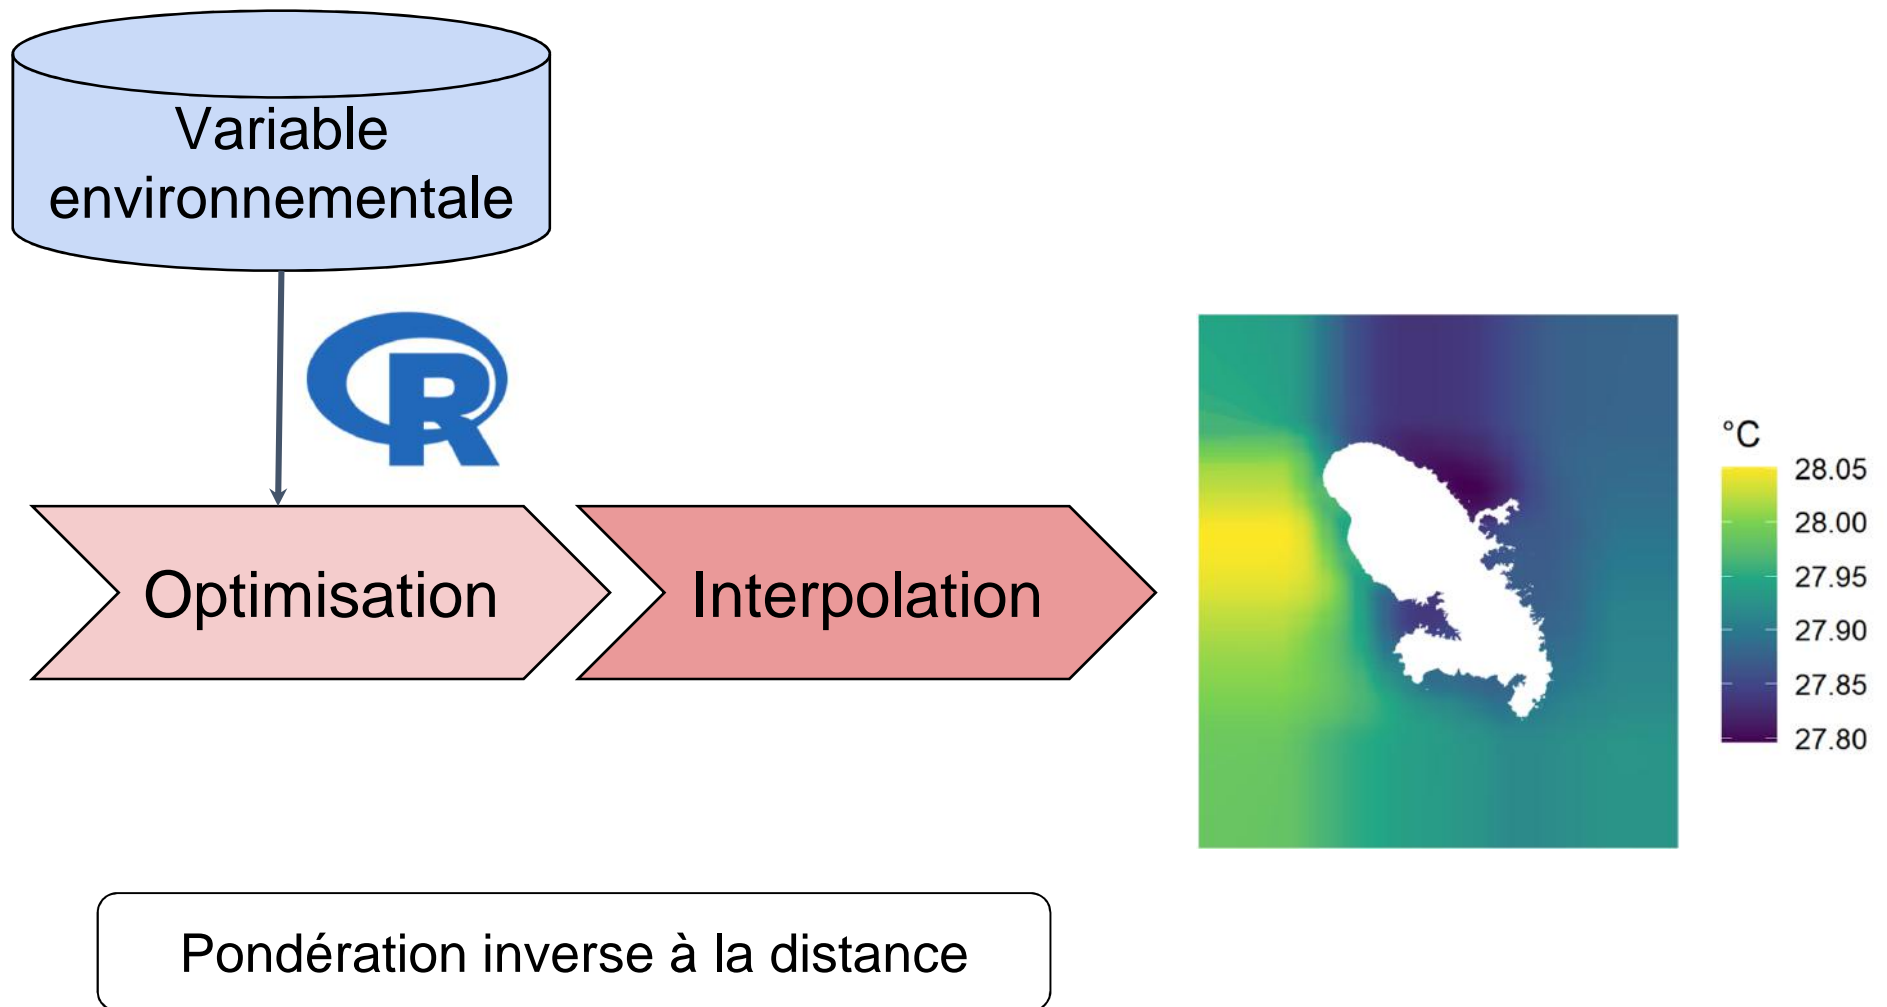 Variable
environnementale
R
Optimisation
Interpolation
°C
28.05
28.00
27.95
27.90
27.85
27.80
Pondération inverse à la distance